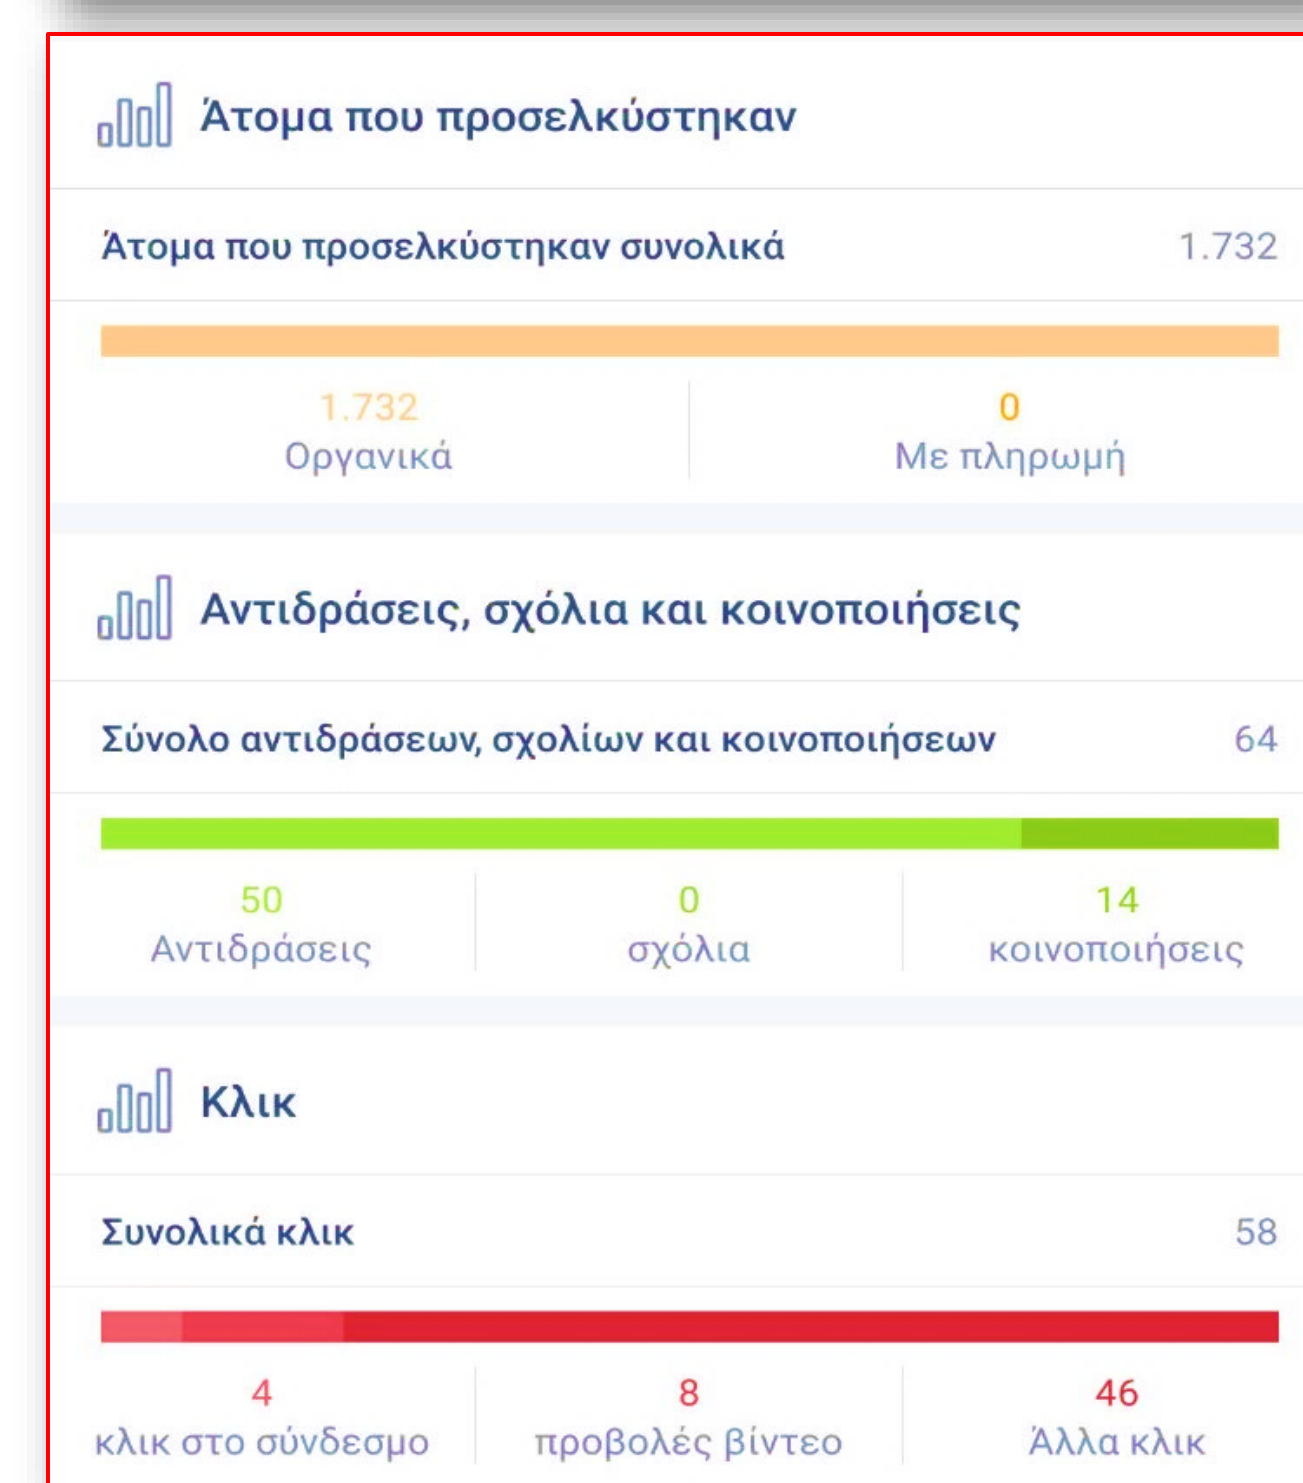 Άτομα που προσελκύστηκαν
Άτομα που προσελκύστηκαν συνολικά 1.732
1.732 0
Οργανικά Με πληρωμή
Αντιδράσεις, σχόλια και κοινοποιήσεις
Σύνολο αντιδράσεων, σχολίων και κοινοποιήσεων 64
50 0 14
Αντιδράσεις σχόλια κοινοποιήσεις
Κλικ
Συνολικά κλικ 58
4 8 46
κλικ στο σύνδεσμο προβολές βίντεο Άλλα κλικ